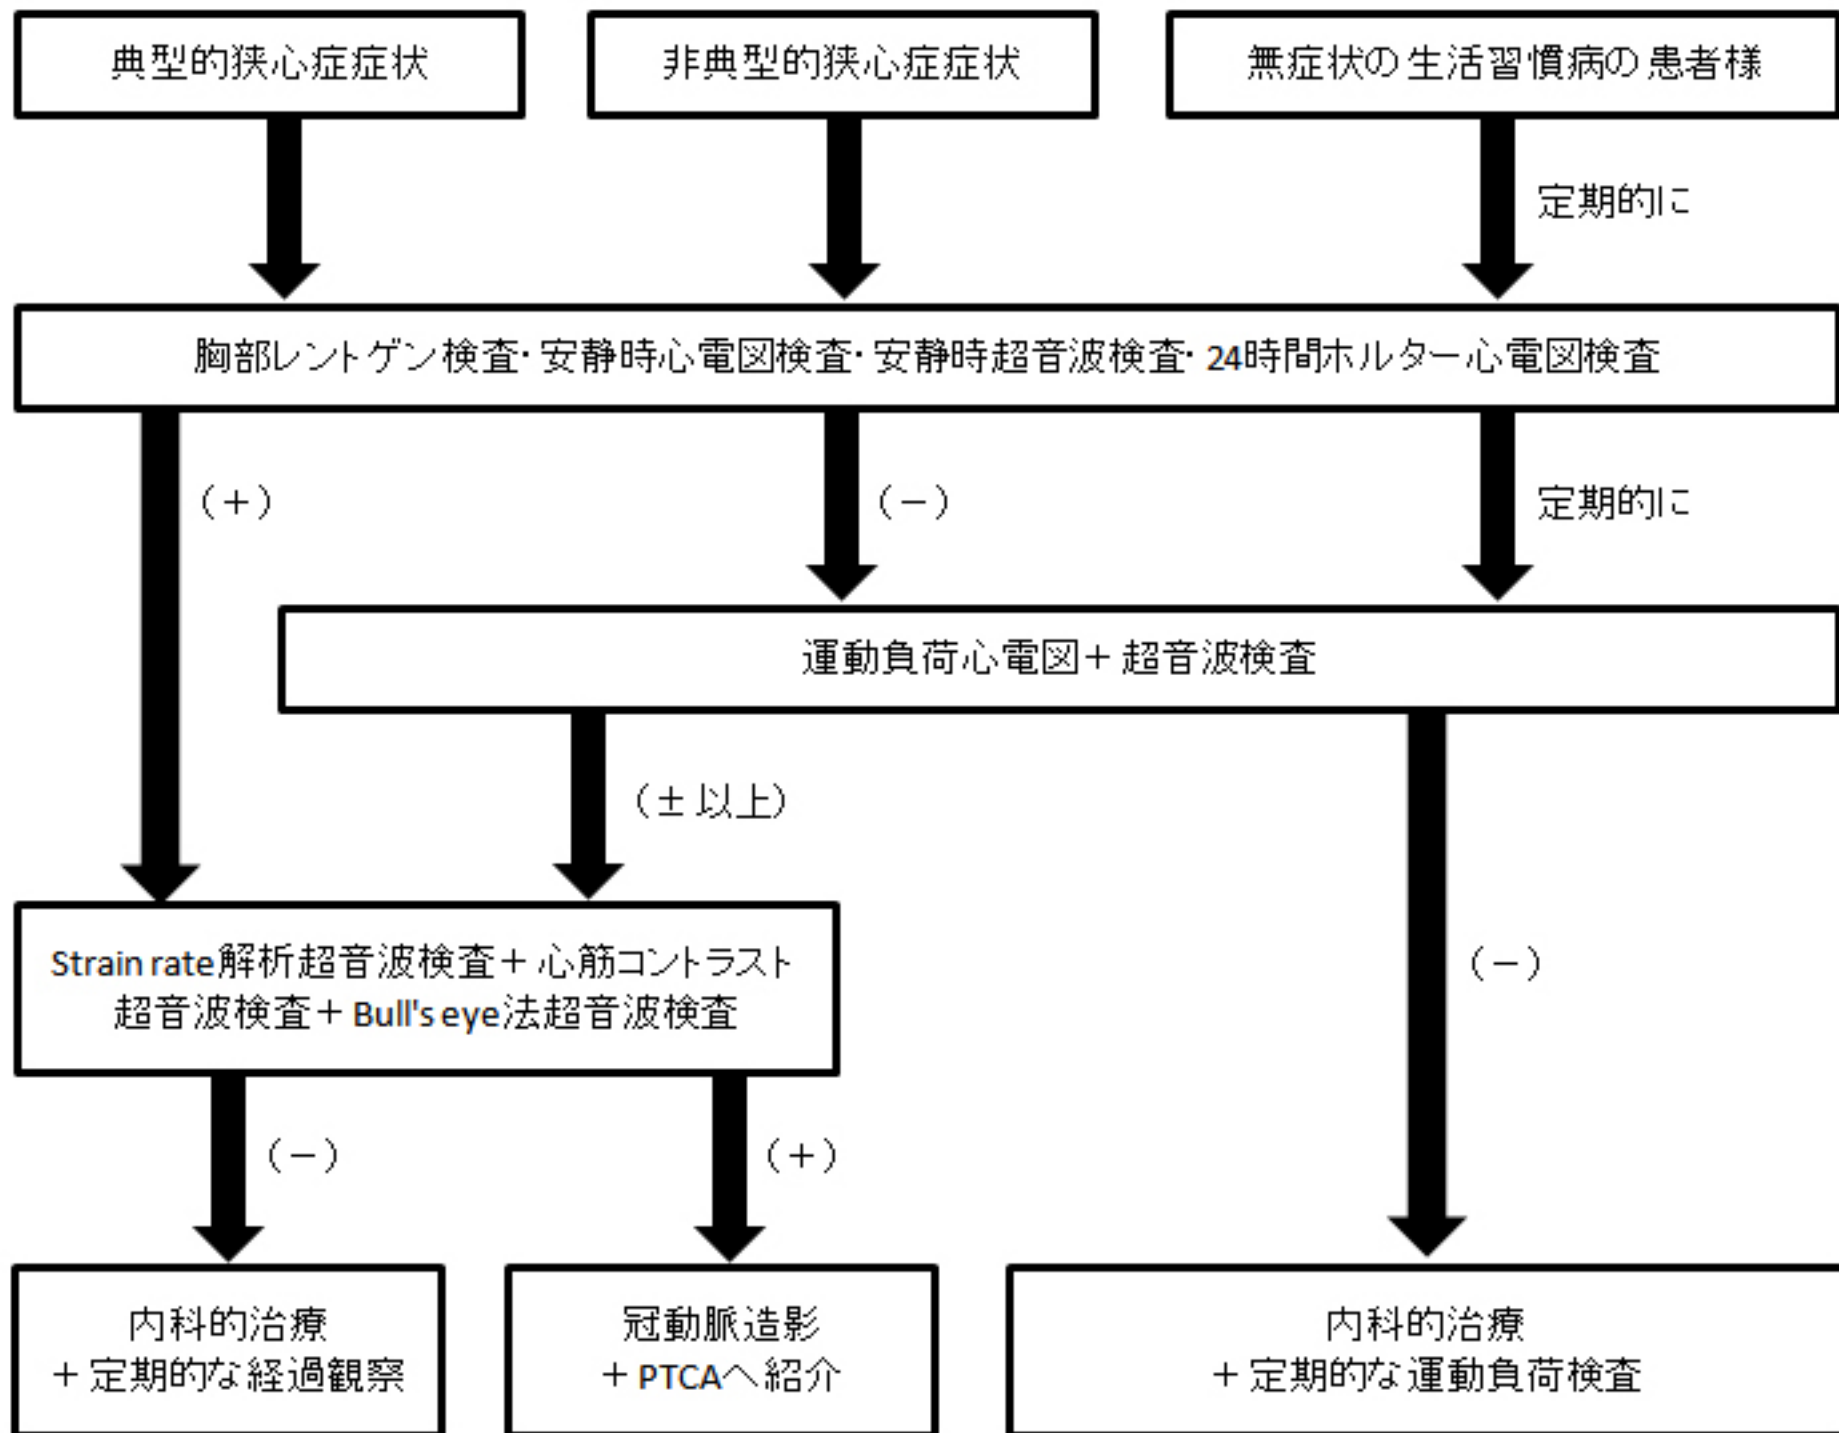 典型的狭心症症状
非典型的狭心症症状
無症状の生活習慣病の患者様
定期的に
胸部レントゲン検査・安静時心電図検査・安静時超音波検査・24時間ホルター心電図検査
（＋）
（－）
定期的に
運動負荷心電図＋超音波検査
（±以上）
（－）
Strain rate解析超音波検査＋心筋コントラスト
超音波検査＋Bull's eye法超音波検査
（－）
（＋）
内科的治療
＋定期的な経過観察
冠動脈造影
＋PTCAへ紹介
内科的治療
＋定期的な運動負荷検査